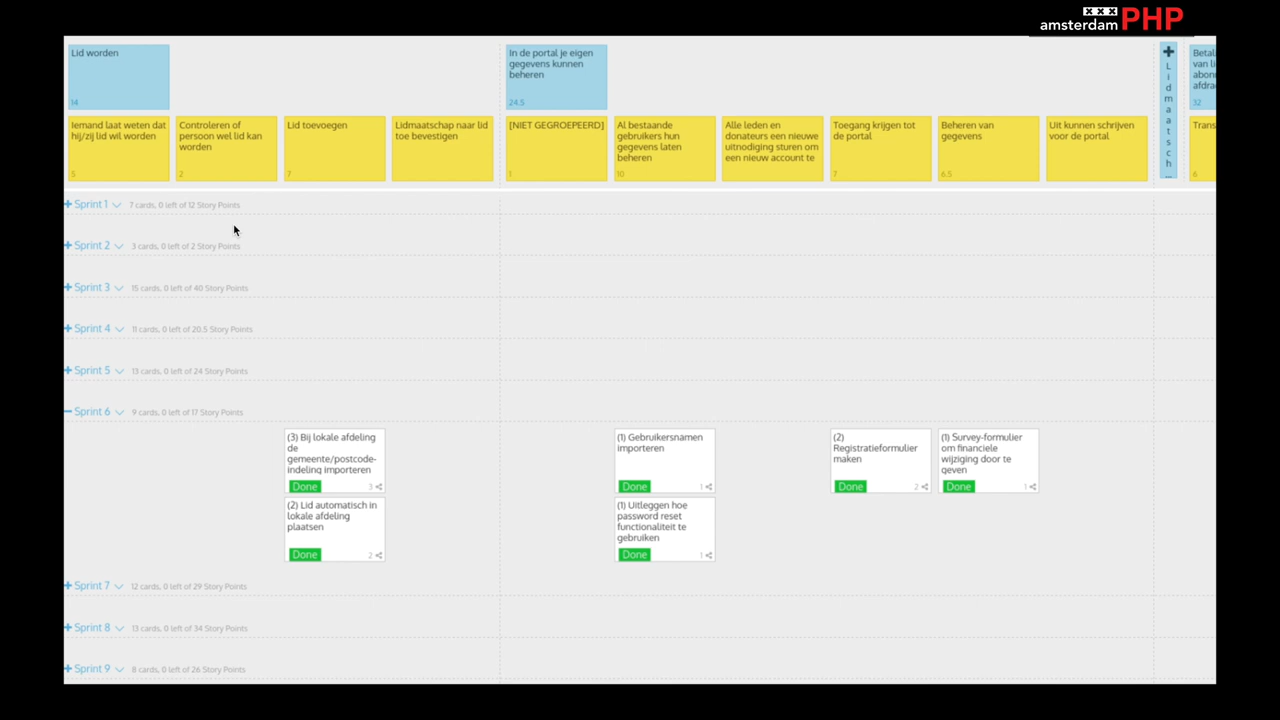 amsterdamPHP
Lid worden
14
In de portal je eigen
gegevens kunnen
beheren
24.5
Iemand laat weten dat
hij/zij lid wil worden
5
Controleren of
persoon wel lid kan
worden
2
Lid toevoegen
7
Lidmaatschap naar lid
toe bevestigen
[NIET GEGROEPEERD]
1
Al bestaande
gebruikers hun
gegevens laten
beheren
10
Alle leden en
donateurs een nieuwe
uitnodiging sturen om
een nieuw account te
Toegang krijgen tot
de portal
7
Beheren van
gegevens
6.5
Uit kunnen schrijven
voor de portal
+
L
i
d
m
a
a
t
s
c
h
...
Betal
van li
abon
afdra
32
Trans
6
Sprint 1 7 cards, 0 left of 12 Story Points
Sprint 2 3 cards, 0 left of 2 Story Points
Sprint 3 15 cards, 0 left of 40 Story Points
Sprint 4 11 cards, 0 left of 20.5 Story Points
Sprint 5 13 cards, 0 left of 24 Story Points
Sprint 6 9 cards, 0 left of 17 Story Points
(3) Bij lokale afdeling
de
gemeente/postcode-
indeling importeren
Done 3
(2) Lid automatisch in
lokale afdeling
plaatsen
Done 2
(1) Gebruikersnamen
importeren
Done 1
(1) Uitleggen hoe
password reset
functionaliteit te
gebruiken
Done 1
(2)
Registratieformulier
maken
Done 2
(1) Survey-formulier
om financiele
wijziging door te
geven
Done 1
Sprint 7 12 cards, 0 left of 29 Story Points
Sprint 8 13 cards, 0 left of 34 Story Points
Sprint 9 8 cards, 0 left of 26 Story Points